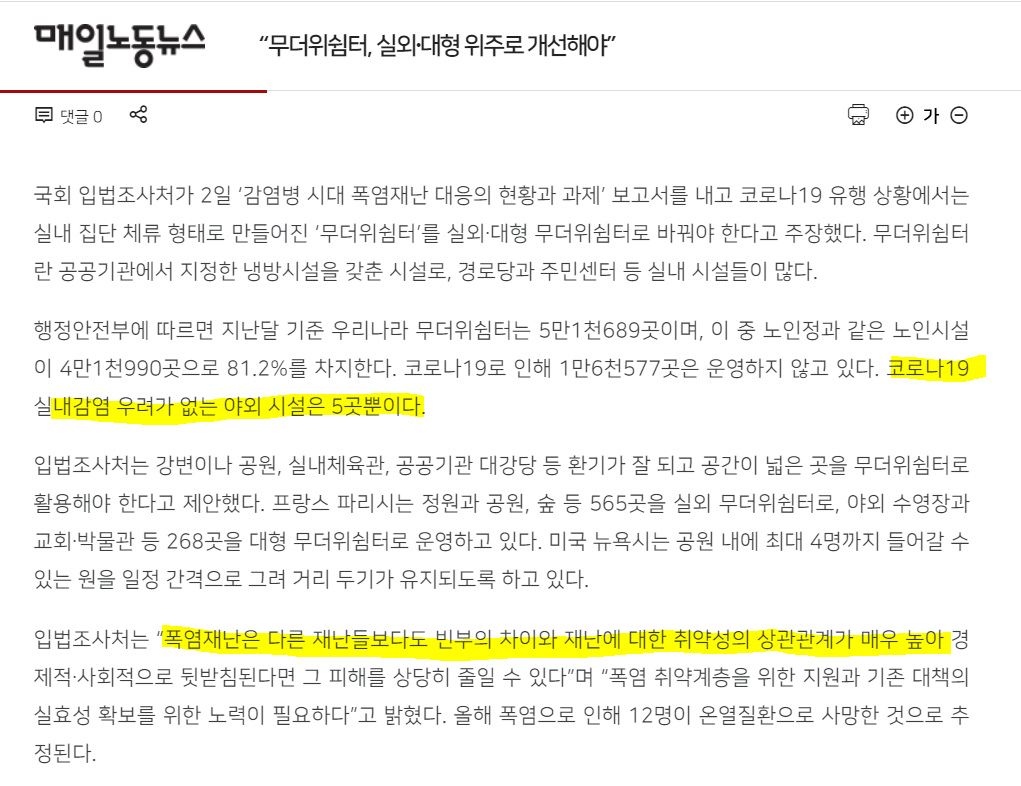 매일노동뉴스
“무더위쉼터, 실외·대형 위주로 개선해야”
댓글 0
가
국회 입법조사처가 2일 ‘감염병 시대 폭염재난 대응의 현황과 과제’ 보고서를 내고 코로나19 유행 상황에서는
실내 집단 체류 형태로 만들어진 ‘무더위쉼터’를 실외·대형 무더위쉼터로 바꿔야 한다고 주장했다. 무더위쉼터
란 공공기관에서 지정한 냉방시설을 갖춘 시설로, 경로당과 주민센터 등 실내 시설들이 많다.
행정안전부에 따르면 지난달 기준 우리나라 무더위쉼터는 5만1천689곳이며, 이 중 노인정과 같은 노인시설
이 4만1천990곳으로 81.2%를 차지한다. 코로나19로 인해 1만6천577곳은 운영하지 않고 있다. 코로나19
실내감염 우려가 없는 야외 시설은 5곳뿐이다.
입법조사처는 강변이나 공원, 실내체육관, 공공기관 대강당 등 환기가 잘 되고 공간이 넓은 곳을 무더위쉼터로
활용해야 한다고 제안했다. 프랑스 파리시는 정원과 공원, 숲 등 565곳을 실외 무더위쉼터로, 야외 수영장과
교회·박물관 등 268곳을 대형 무더위쉼터로 운영하고 있다. 미국 뉴욕시는 공원 내에 최대 4명까지 들어갈 수
있는 원을 일정 간격으로 그려 거리 두기가 유지되도록 하고 있다.
입법조사처는 “폭염재난은 다른 재난들보다도 빈부의 차이와 재난에 대한 취약성의 상관관계가 매우 높아 경
제적·사회적으로 뒷받침된다면 그 피해를 상당히 줄일 수 있다”며 “폭염 취약계층을 위한 지원과 기존 대책의
실효성 확보를 위한 노력이 필요하다”고 밝혔다. 올해 폭염으로 인해 12명이 온열질환으로 사망한 것으로 추
정된다.